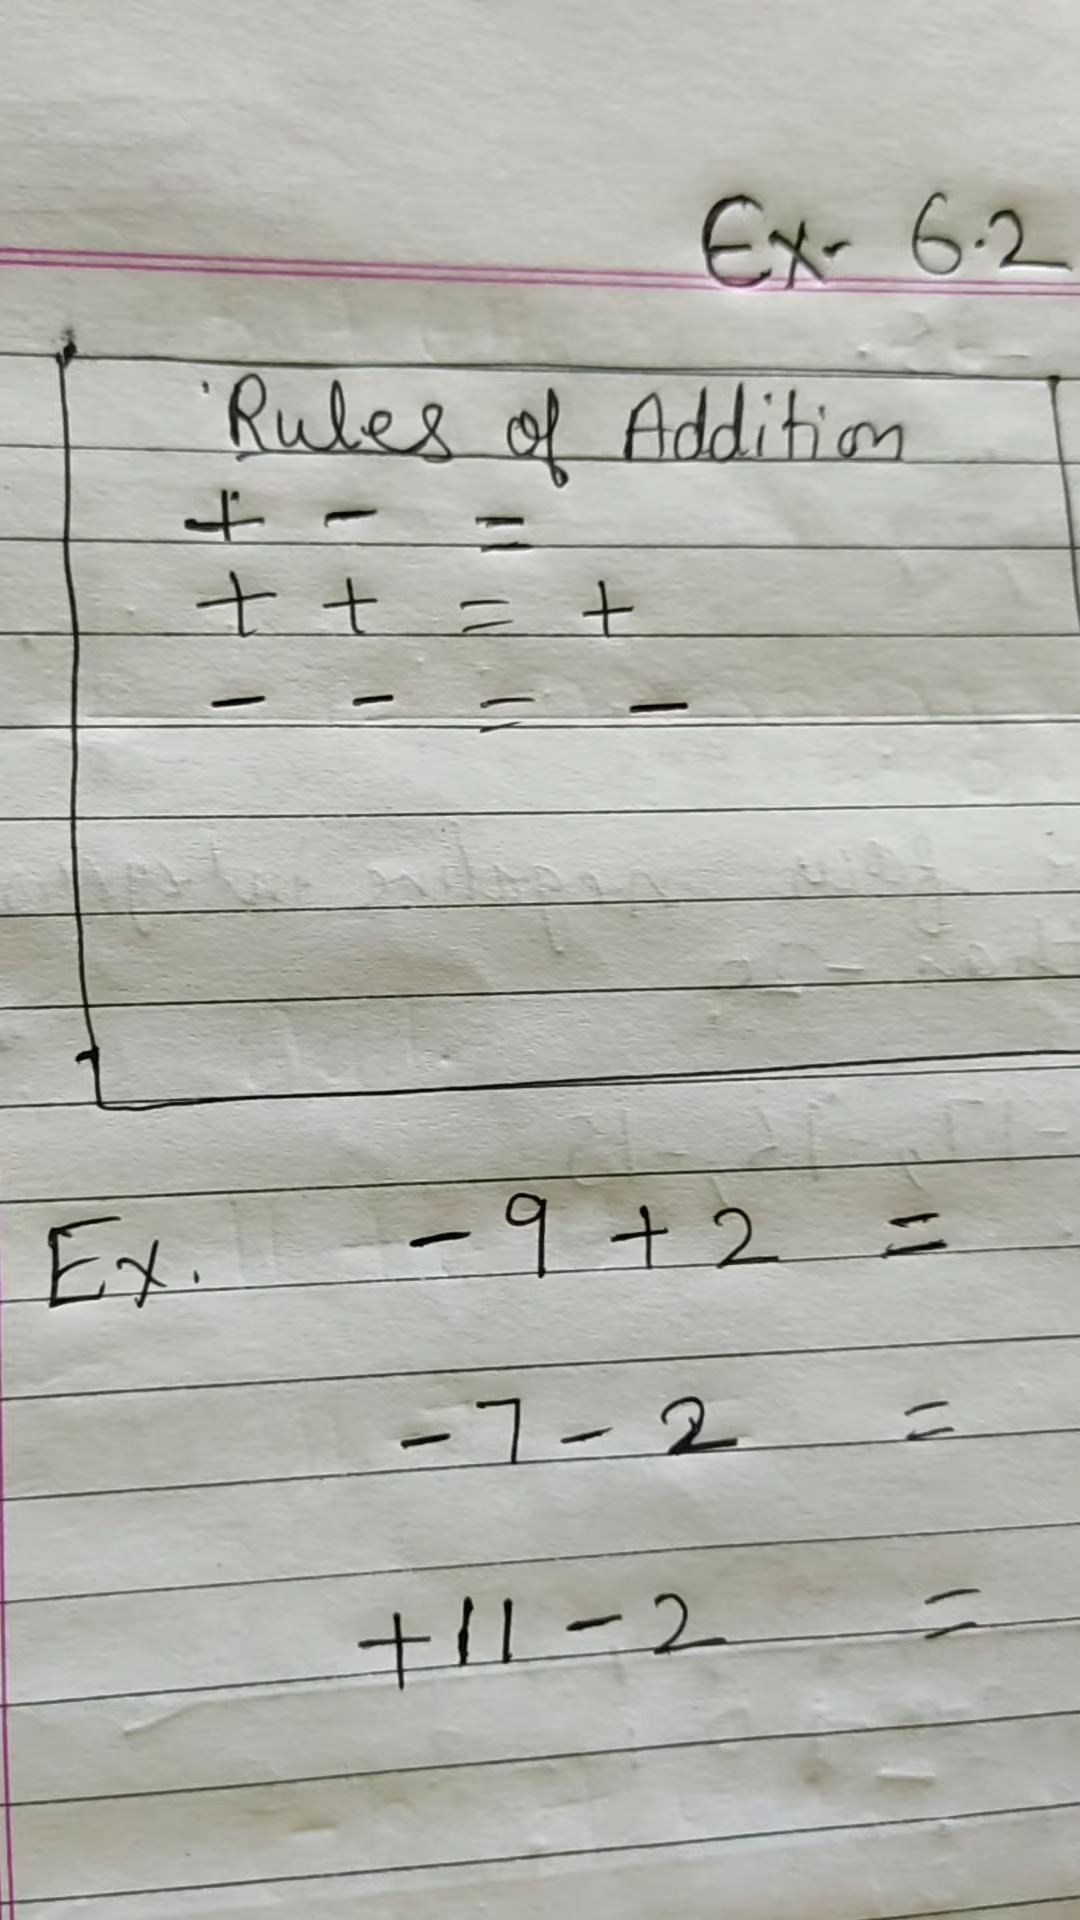 Ex- 6.2
Rules of Addition
+ - =
+ + = +
- - = -
Ex. -9 + 2 =
-7 - 2 =
+11 - 2 =